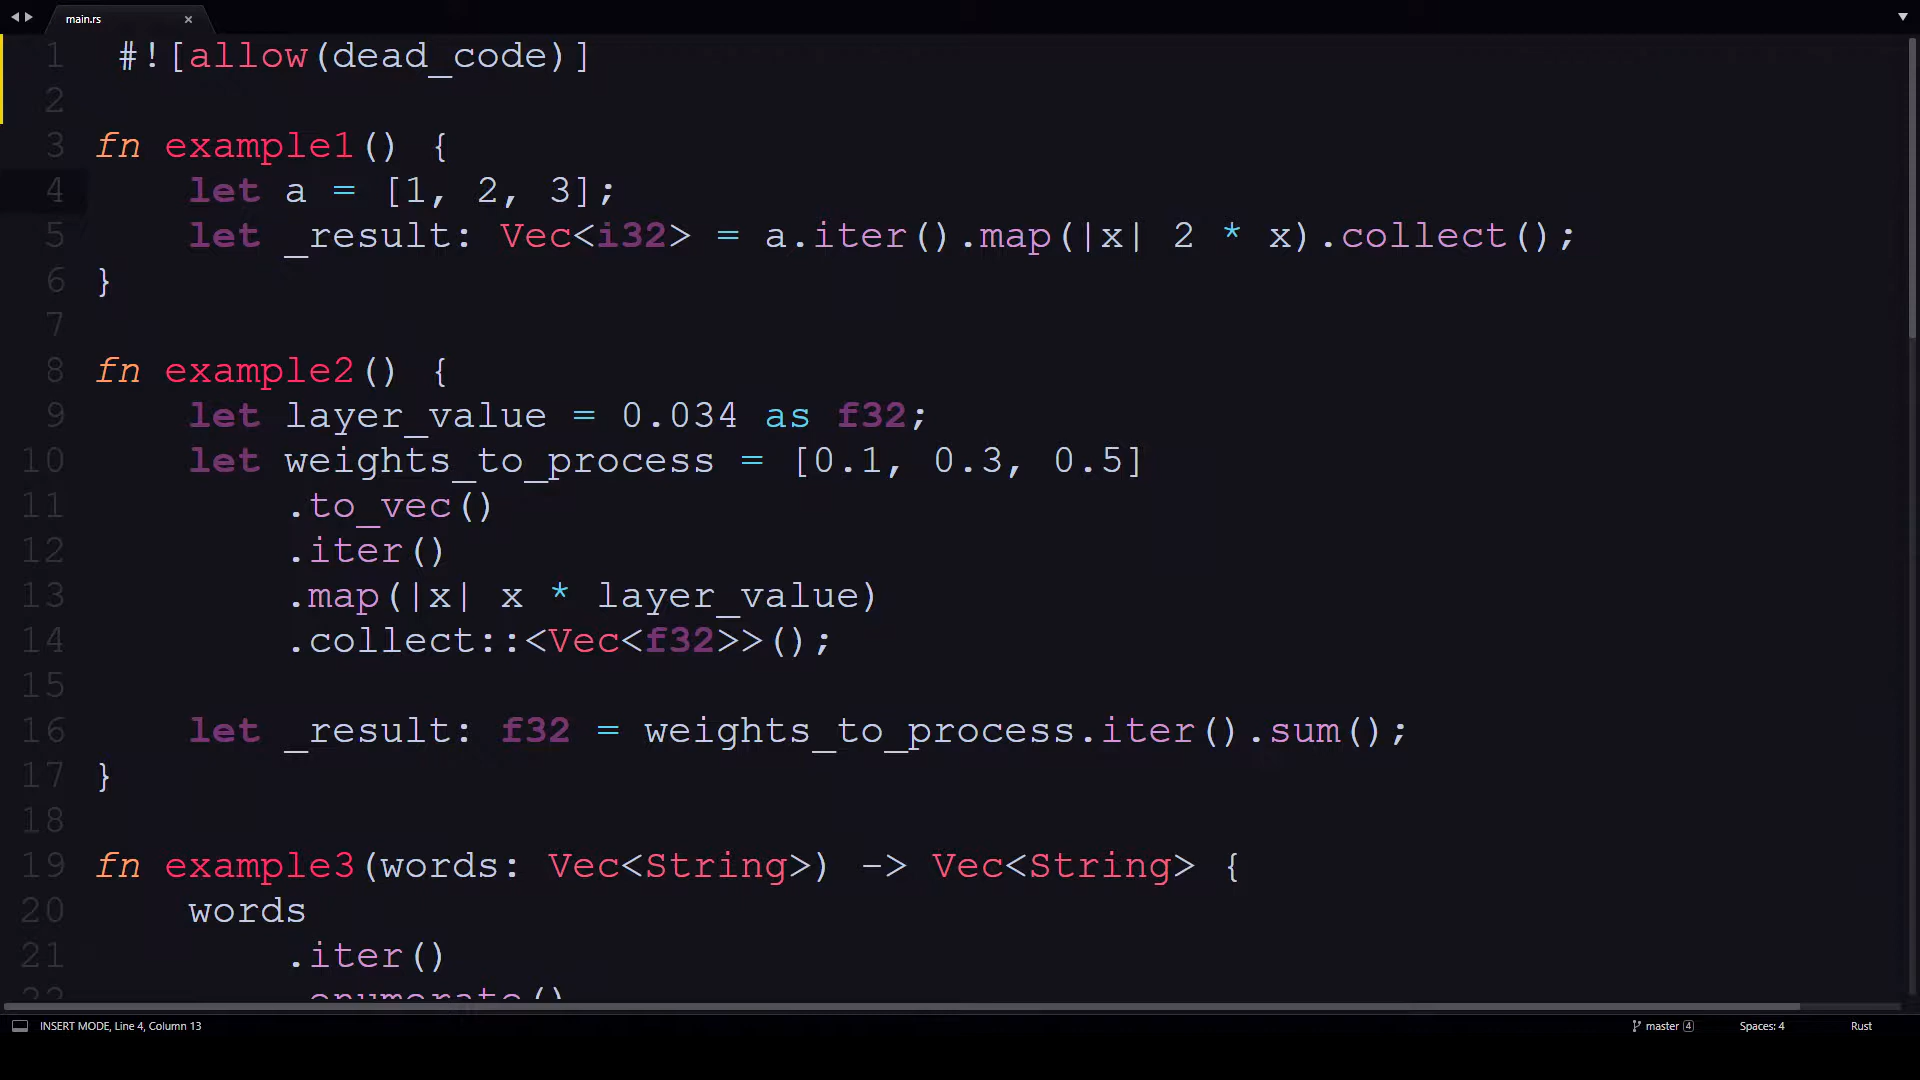 main.rs
1 #![allow(dead_code)]
2
3 fn example1() {
4 let a = [1, 2, 3];
5 let _result: Vec<i32> = a.iter().map(|x| 2 * x).collect();
6 }
7
8 fn example2() {
9 let layer_value = 0.034 as f32;
10 let weights_to_process = [0.1, 0.3, 0.5]
11 .to_vec()
12 .iter()
13 .map(|x| x * layer_value)
14 .collect::<Vec<f32>>();
15
16 let _result: f32 = weights_to_process.iter().sum();
17 }
18
19 fn example3(words: Vec<String>) -> Vec<String> {
20 words
21 .iter()
22 .enumerate()
INSERT MODE, Line 4, Column 13
master 4
Spaces: 4
Rust